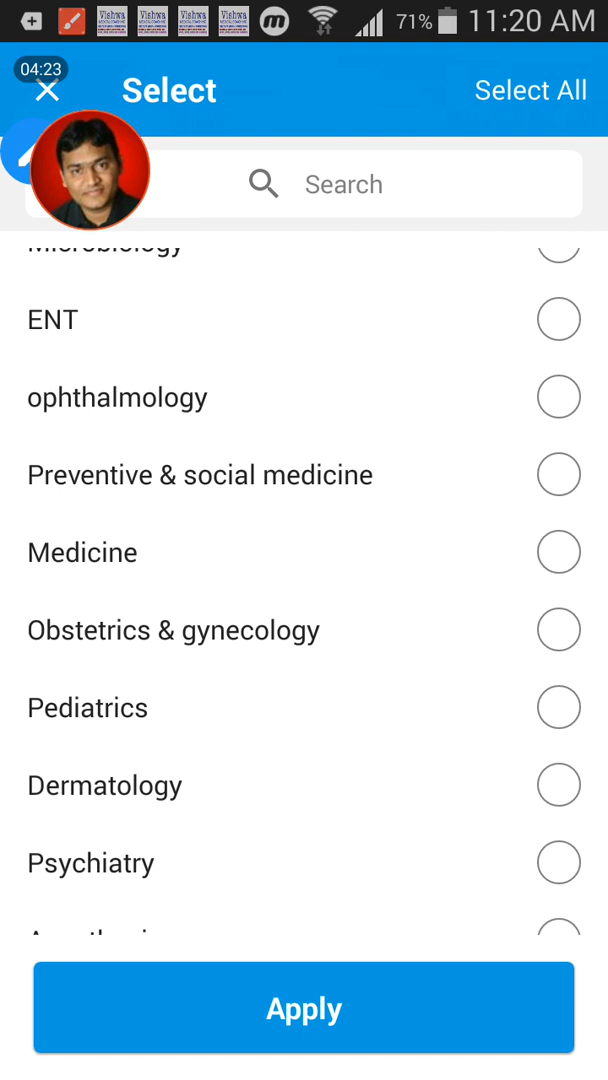 71% 11:20 AM
04:23
Select
Select All
Search
Microbiology
ENT
ophthalmology
Preventive & social medicine
Medicine
Obstetrics & gynecology
Pediatrics
Dermatology
Psychiatry
Apply